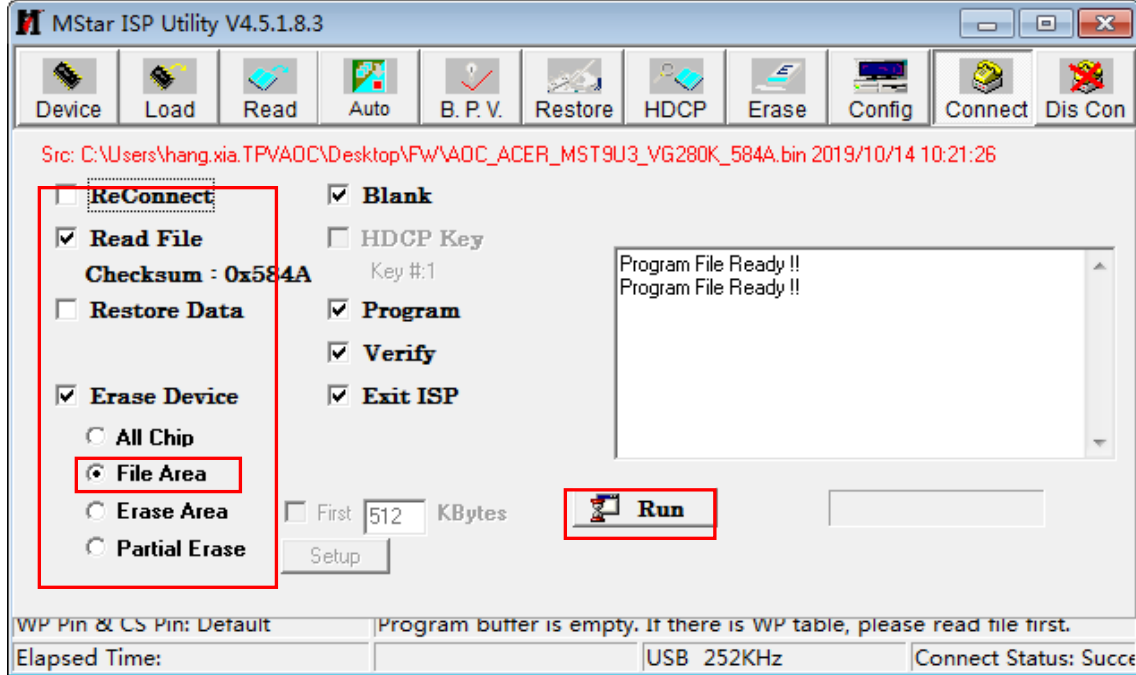 MStar ISP Utility V4.5.1.8.3
Device Load Read Auto B. P. V. Restore HDCP Erase Config Connect Dis Con
Src: C:\Users\hang.xia.TPVAOC\Desktop\FW\AOC_ACER_MST9U3_VG280K_584A.bin 2019/10/14 10:21:26
ReConnect Blank
Read File HDCP Key
Checksum : 0x584A Key #:1
Program File Ready !!
Program File Ready !!
Restore Data Program
Verify
Erase Device Exit ISP
All Chip
File Area
Erase Area First 512 KBytes Run
Partial Erase Setup
WP Pin & CS Pin: Default Program buffer is empty. If there is WP table, please read file first.
Elapsed Time: USB 252KHz Connect Status: Succe